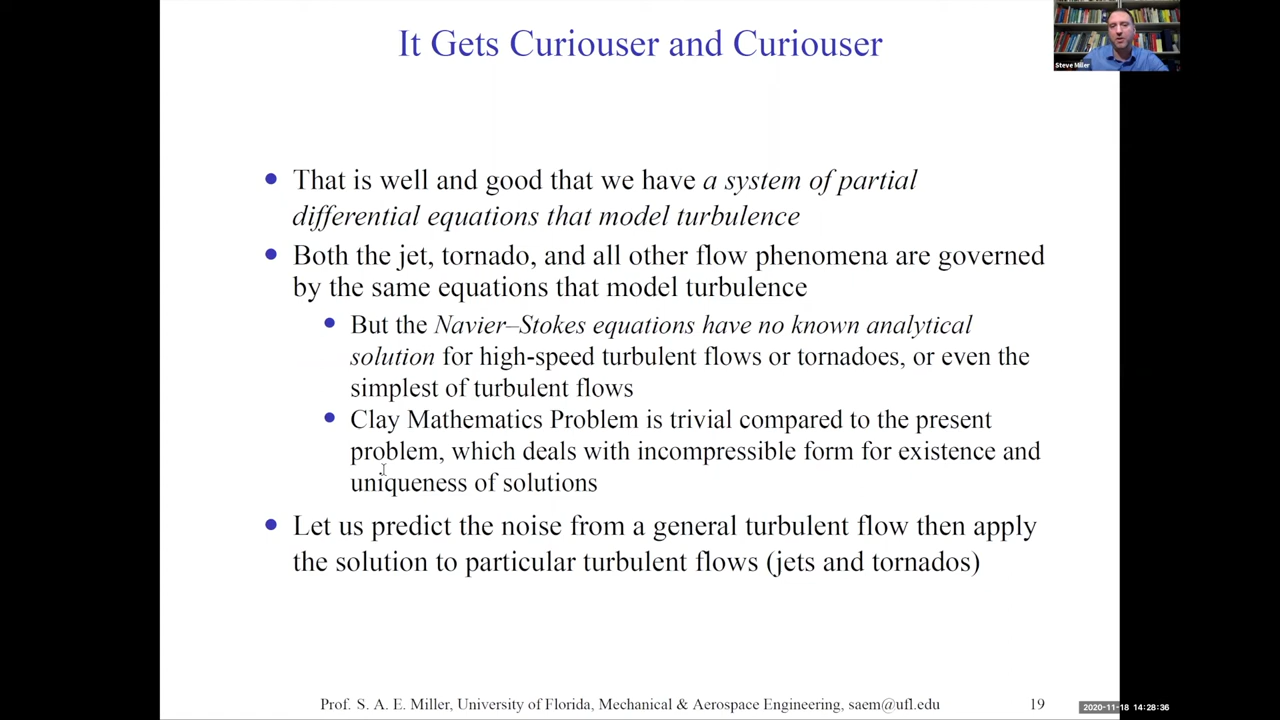 It Gets Curiouser and Curiouser
Steve Miller
• That is well and good that we have a system of partial
differential equations that model turbulence
• Both the jet, tornado, and all other flow phenomena are governed
by the same equations that model turbulence
• But the Navier–Stokes equations have no known analytical
solution for high-speed turbulent flows or tornadoes, or even the
simplest of turbulent flows
• Clay Mathematics Problem is trivial compared to the present
problem, which deals with incompressible form for existence and
uniqueness of solutions
• Let us predict the noise from a general turbulent flow then apply
the solution to particular turbulent flows (jets and tornados)
Prof. S. A. E. Miller, University of Florida, Mechanical & Aerospace Engineering, saem@ufl.edu 19
2020-11-18 14:28:36